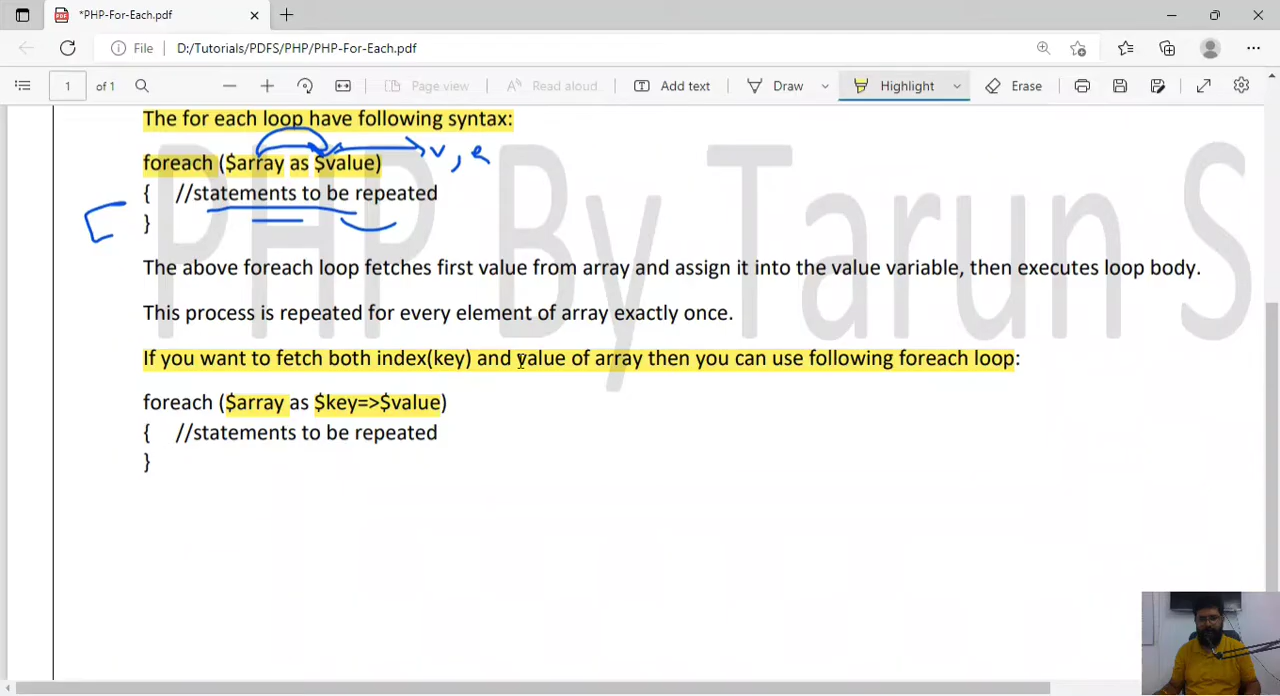 *PHP-For-Each.pdf
File D:/Tutorials/PDFS/PHP/PHP-For-Each.pdf
1 of 1 Page view Read aloud Add text Draw Highlight Erase
The for each loop have following syntax:
foreach ($array as $value) v, e
{ //statements to be repeated
}
The above foreach loop fetches first value from array and assign it into the value variable, then executes loop body.
This process is repeated for every element of array exactly once.
If you want to fetch both index(key) and value of array then you can use following foreach loop:
foreach ($array as $key=>$value)
{ //statements to be repeated
}
PHP By Tarun S